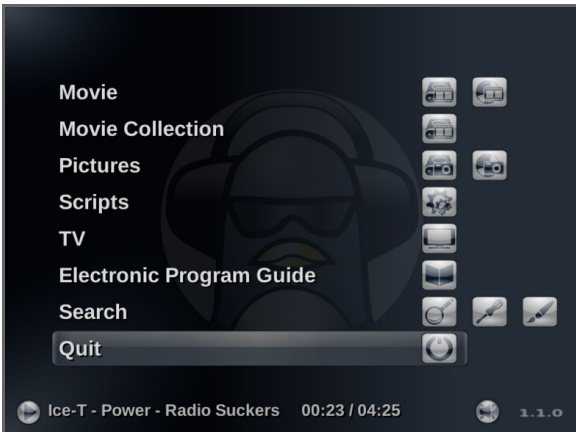 Movie
Movie Collection
Pictures
Scripts
TV
Electronic Program Guide
Search
Quit
Ice-T - Power - Radio Suckers 00:23 / 04:25 1.1.0